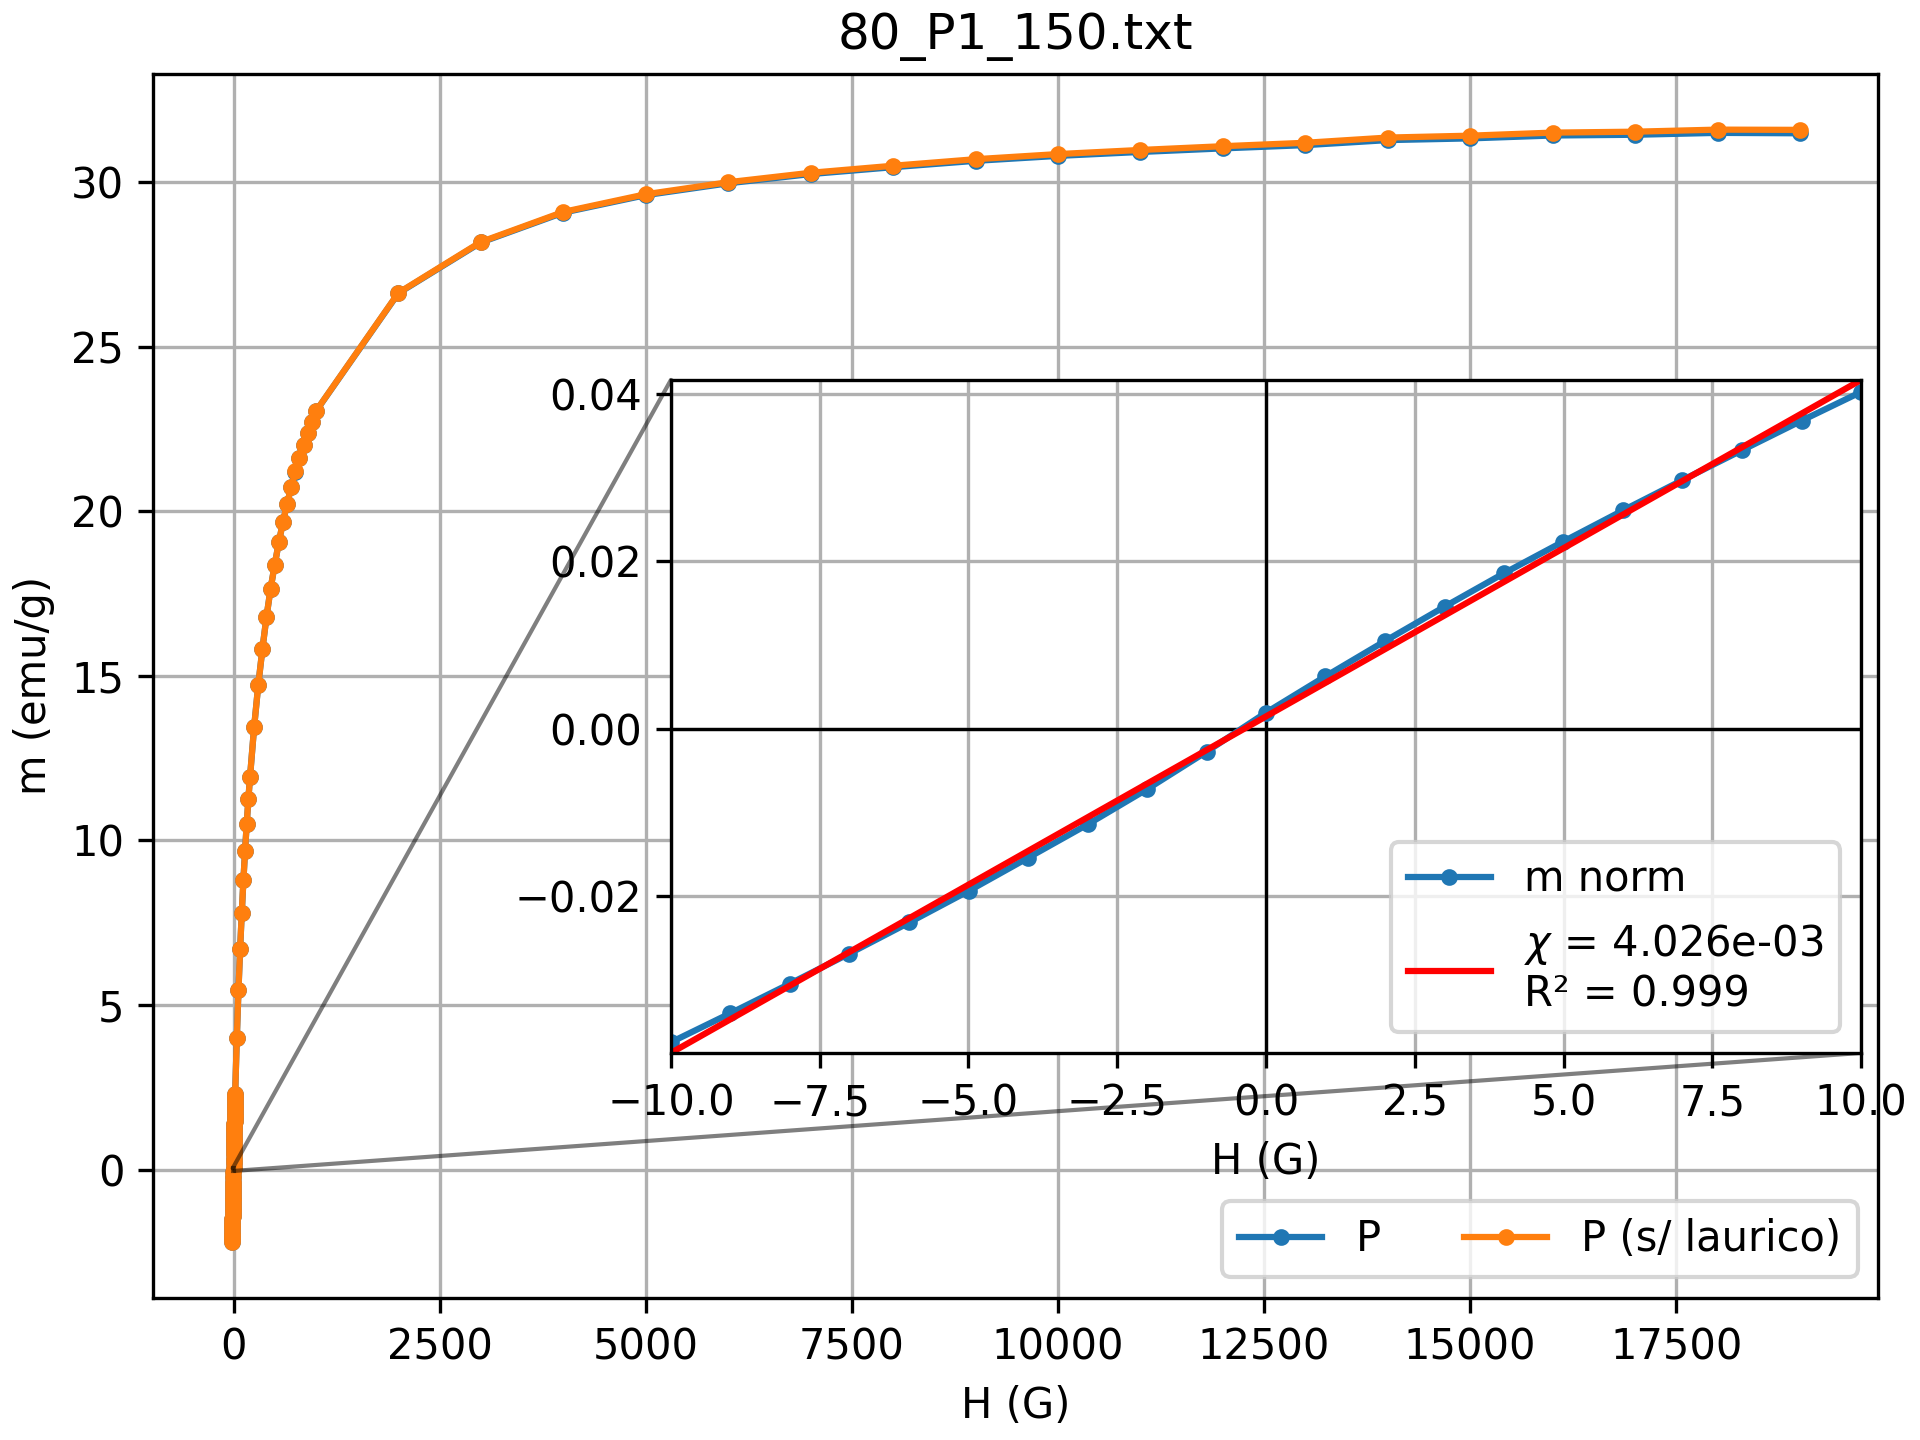 80_P1_150.txt
m (emu/g)
30
25
20
15
10
5
0
0.04
0.02
0.00
−0.02
m norm
χ = 4.026e-03
R² = 0.999
−10.0 −7.5 −5.0 −2.5 0.0 2.5 5.0 7.5 10.0
H (G)
P P (s/ laurico)
0 2500 5000 7500 10000 12500 15000 17500
H (G)